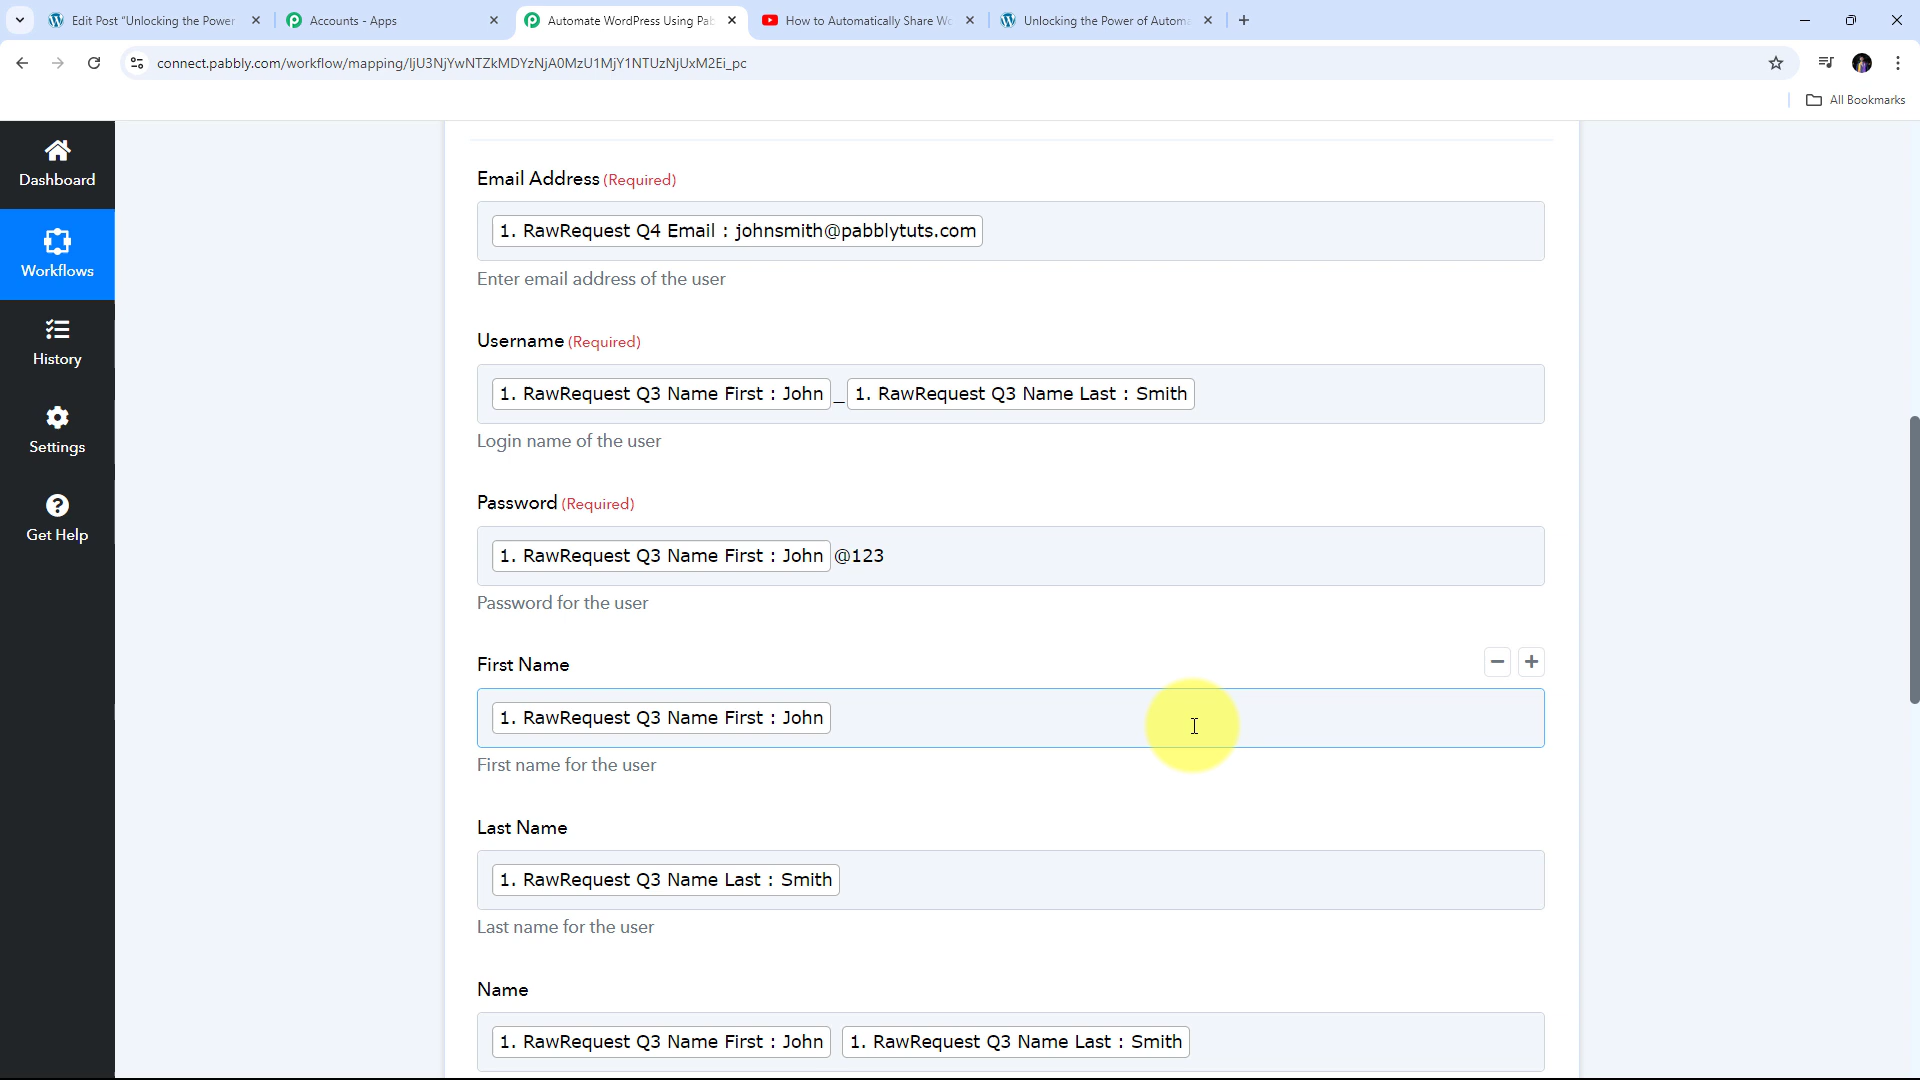 Edit Post "Unlocking the Power
Accounts - Apps
Automate WordPress Using Pab
How to Automatically Share Wo
Unlocking the Power of Automa
connect.pabbly.com/workflow/mapping/IjU3NjYwNTZkMDYzNjA0MzU1MjY1NTUzNjUxM2Ei_pc
All Bookmarks
Dashboard
Workflows
History
Settings
Get Help
Email Address (Required)
1. RawRequest Q4 Email : johnsmith@pabblytuts.com
Enter email address of the user
Username (Required)
1. RawRequest Q3 Name First : John _ 1. RawRequest Q3 Name Last : Smith
Login name of the user
Password (Required)
1. RawRequest Q3 Name First : John @123
Password for the user
First Name
1. RawRequest Q3 Name First : John
First name for the user
Last Name
1. RawRequest Q3 Name Last : Smith
Last name for the user
Name
1. RawRequest Q3 Name First : John 1. RawRequest Q3 Name Last : Smith